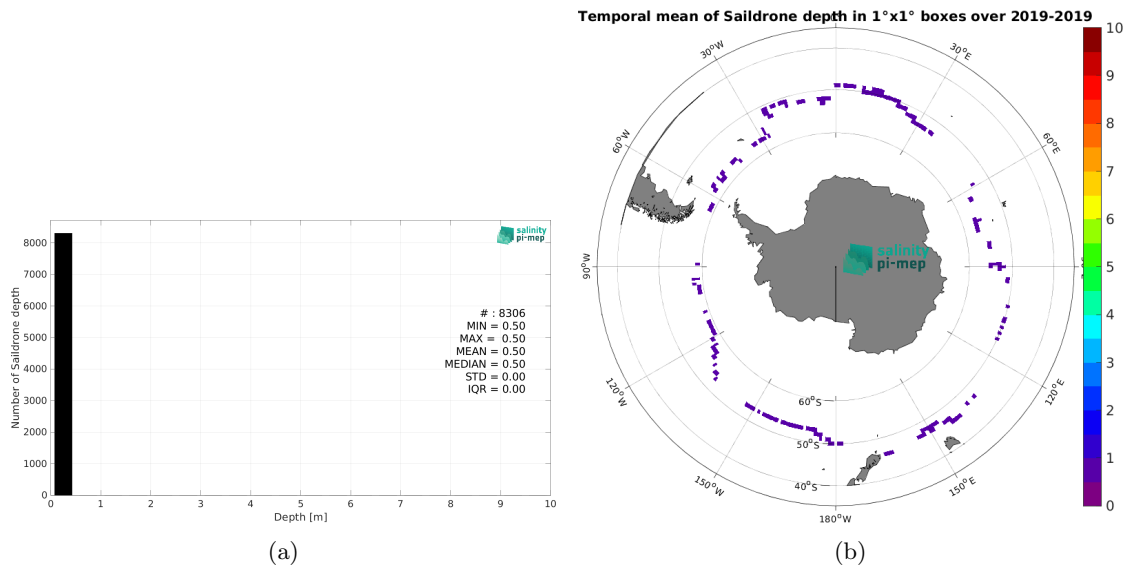 Temporal mean of Saildrone depth in 1°x1° boxes over 2019-2019
Number of Saildrone depth
8000
7000
6000
5000
4000
3000
2000
1000
0
salinity
pi-mep
# : 8306
MIN = 0.50
MAX = 0.50
MEAN = 0.50
MEDIAN = 0.50
STD = 0.00
IQR = 0.00
0 1 2 3 4 5 6 7 8 9 10
Depth [m]
(a)
30°W
30°E
60°W
60°E
90°W
salinity
pi-mep
120°W
120°E
60°S
50°S
40°S
150°W
150°E
180°W
10
9
8
7
6
5
4
3
2
1
0
(b)